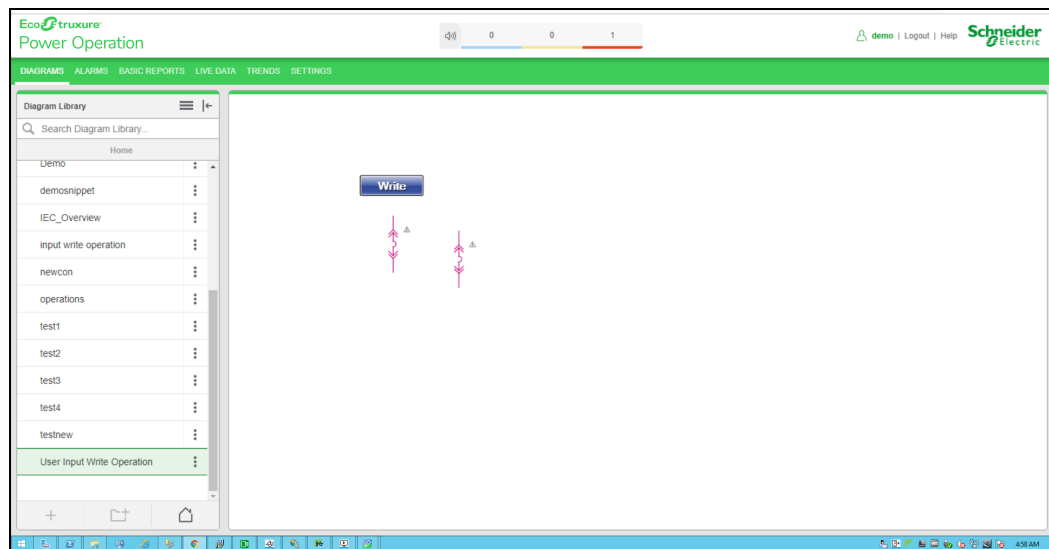 EcoStruxure
Power Operation
0 0 1
demo | Logout | Help
Schneider
Electric
DIAGRAMS ALARMS BASIC REPORTS LIVE DATA TRENDS SETTINGS
Diagram Library
Search Diagram Library...
Home
Demo
demosnippet
IEC_Overview
input write operation
newcon
operations
test1
test2
test3
test4
testnew
User Input Write Operation
Write
4:58 AM